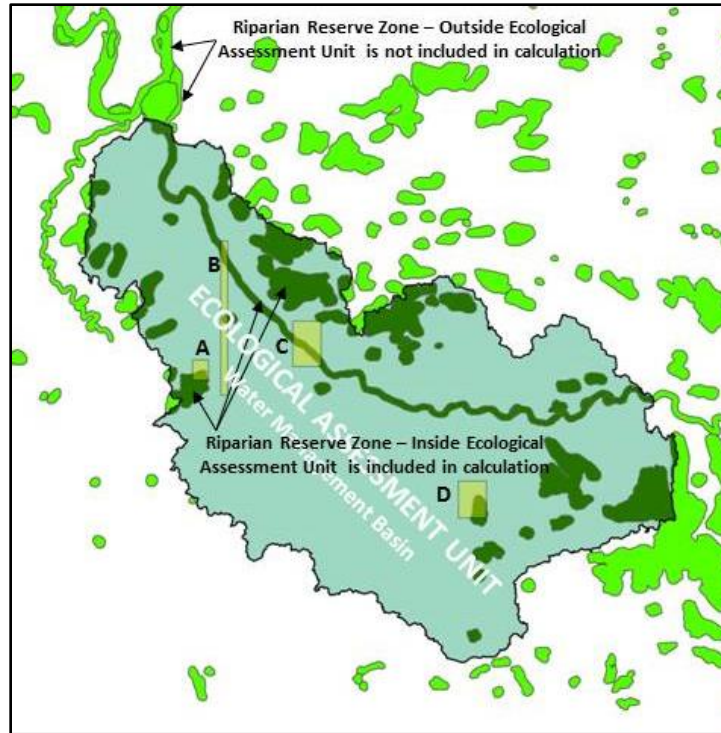 Riparian Reserve Zone – Outside Ecological
Assessment Unit is not included in calculation
B
A
C
ECOLOGICAL ASSESSMENT UNIT
Water Management Basin
Riparian Reserve Zone – Inside Ecological
Assessment Unit is included in calculation
D